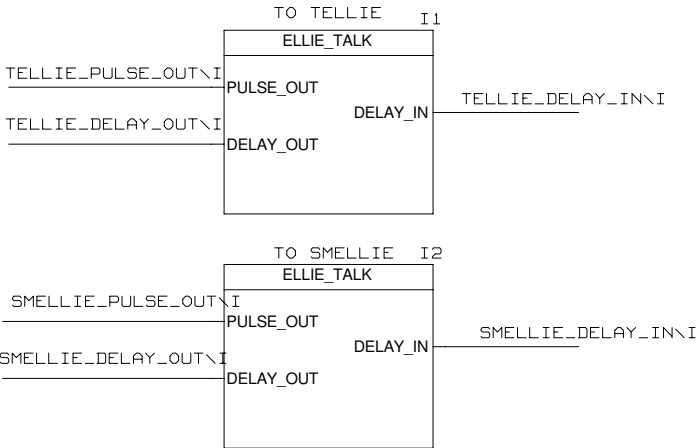 TO TELLIE I1
ELLIE_TALK
TELLIE_PULSE_OUT\I
PULSE_OUT
DELAY_IN
TELLIE_DELAY_IN\I
TELLIE_DELAY_OUT\I
DELAY_OUT
TO SMELLIE I2
ELLIE_TALK
SMELLIE_PULSE_OUT\I
PULSE_OUT
DELAY_IN
SMELLIE_DELAY_IN\I
SMELLIE_DELAY_OUT\I
DELAY_OUT